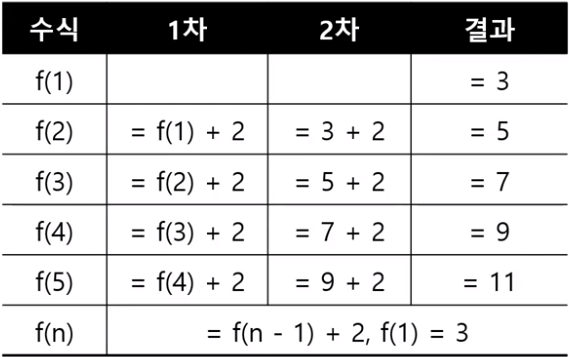 수식 1차 2차 결과
f(1) = 3
f(2) = f(1) + 2 = 3 + 2 = 5
f(3) = f(2) + 2 = 5 + 2 = 7
f(4) = f(3) + 2 = 7 + 2 = 9
f(5) = f(4) + 2 = 9 + 2 = 11
f(n) = f(n - 1) + 2, f(1) = 3